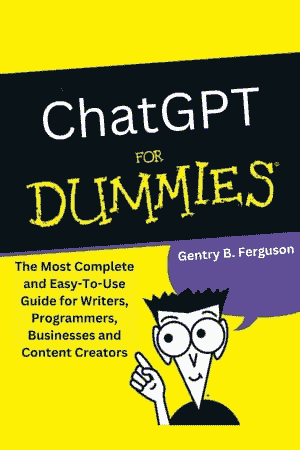 ChatGPT
FOR
DUMMIES®
Gentry B. Ferguson
The Most Complete
and Easy-To-Use
Guide for Writers,
Programmers,
Businesses and
Content Creators